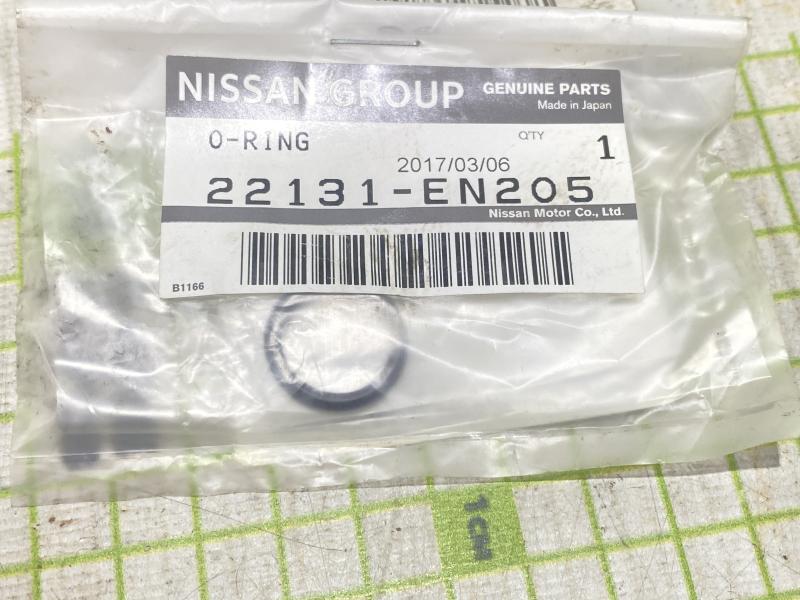 NISSAN GROUP GENUINE PARTS
Made in Japan
O-RING Q'TY 1
2017/03/06
22131-EN205
Nissan Motor Co., Ltd.
B1166
1CM